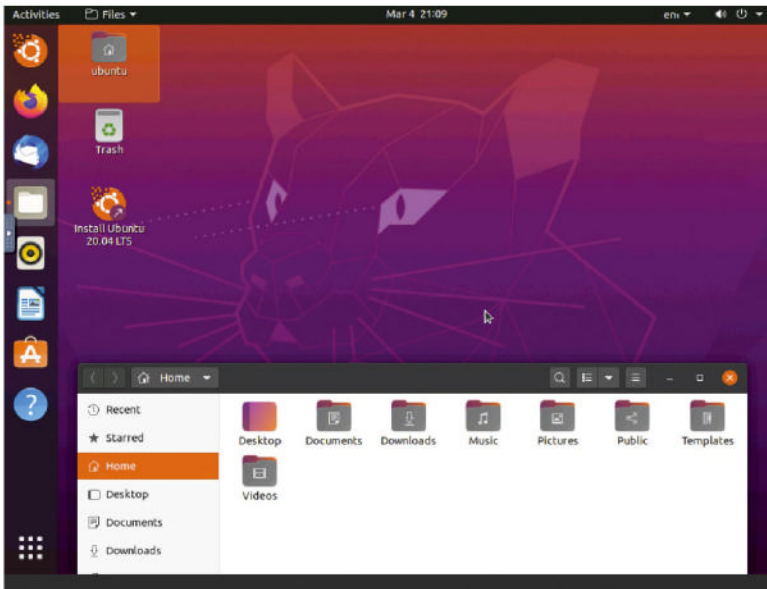 Activities Files Mar 4 21:09 en₁
ubuntu
Trash
Install Ubuntu
20.04 LTS
Home
Recent
Starred
Home
Desktop
Documents
Downloads
Desktop Documents Downloads Music Pictures Public Templates
Videos